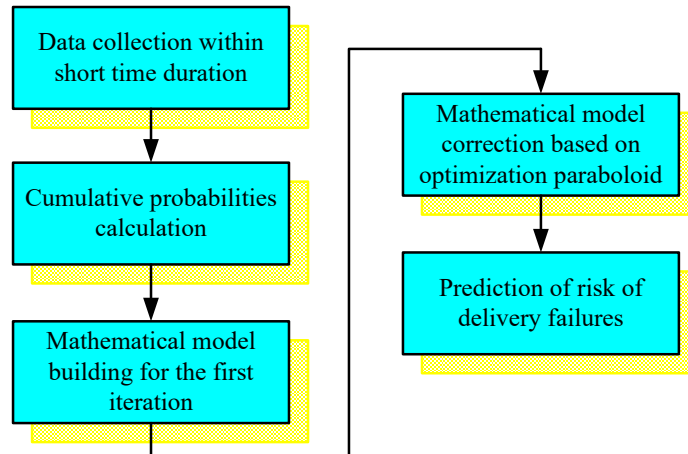 Data collection within
short time duration
Cumulative probabilities
calculation
Mathematical model
building for the first
iteration
Mathematical model
correction based on
optimization paraboloid
Prediction of risk of
delivery failures